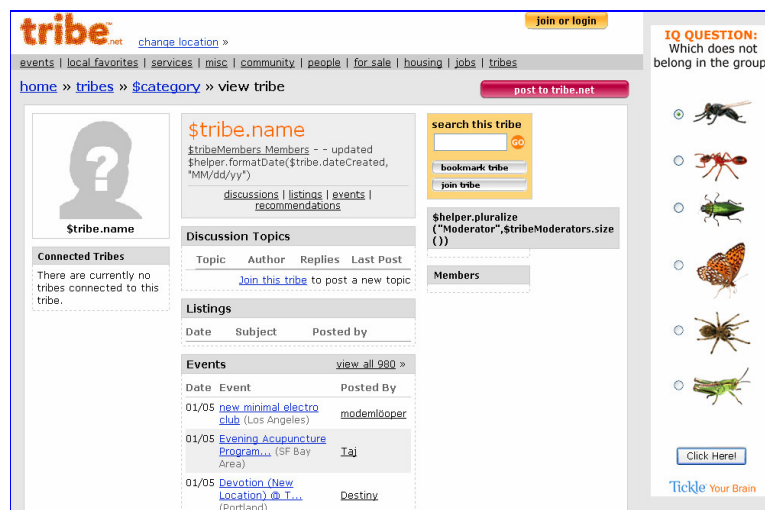 tribe.net
change location »
join or login
events | local favorites | services | misc | community | people | for sale | housing | jobs | tribes
home » tribes » $category » view tribe
post to tribe.net
$tribe.name
Connected Tribes
There are currently no
tribes connected to this
tribe.
$tribe.name
$tribeMembers Members - - updated
$helper.formatDate($tribe.dateCreated,
"MM/dd/yy")
discussions | listings | events |
recommendations
Discussion Topics
Topic Author Replies Last Post
Join this tribe to post a new topic
Listings
Date Subject Posted by
Events view all 980 »
Date Event Posted By
01/05 new minimal electro
club (Los Angeles) modemlöoper
01/05 Evening Acupuncture
Program... (SF Bay
Area) Taj
01/05 Devotion (New
Location) @ T...
(Portland) Destiny
search this tribe
GO
bookmark tribe
join tribe
$helper.pluralize
("Moderator",$tribeModerators.size
())
Members
IQ QUESTION:
Which does not
belong in the group
Click Here!
Tickle Your Brain